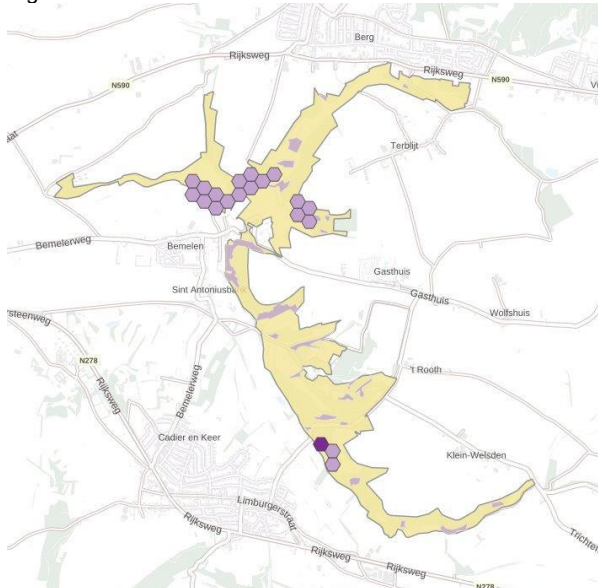 Berg
Rijksweg
Rijksweg
N590
N590
Terblijt
Bemelerweg
Bemelen
Gasthuis
Sint Antoniusbank
Gasthuis
Wolfshuis
N278
Rijksweg
Bemelerweg
't Rooth
Cadier en Keer
Klein-Welsden
Limburgerstraat
Rijksweg
Rijksweg
Rijksweg
N278